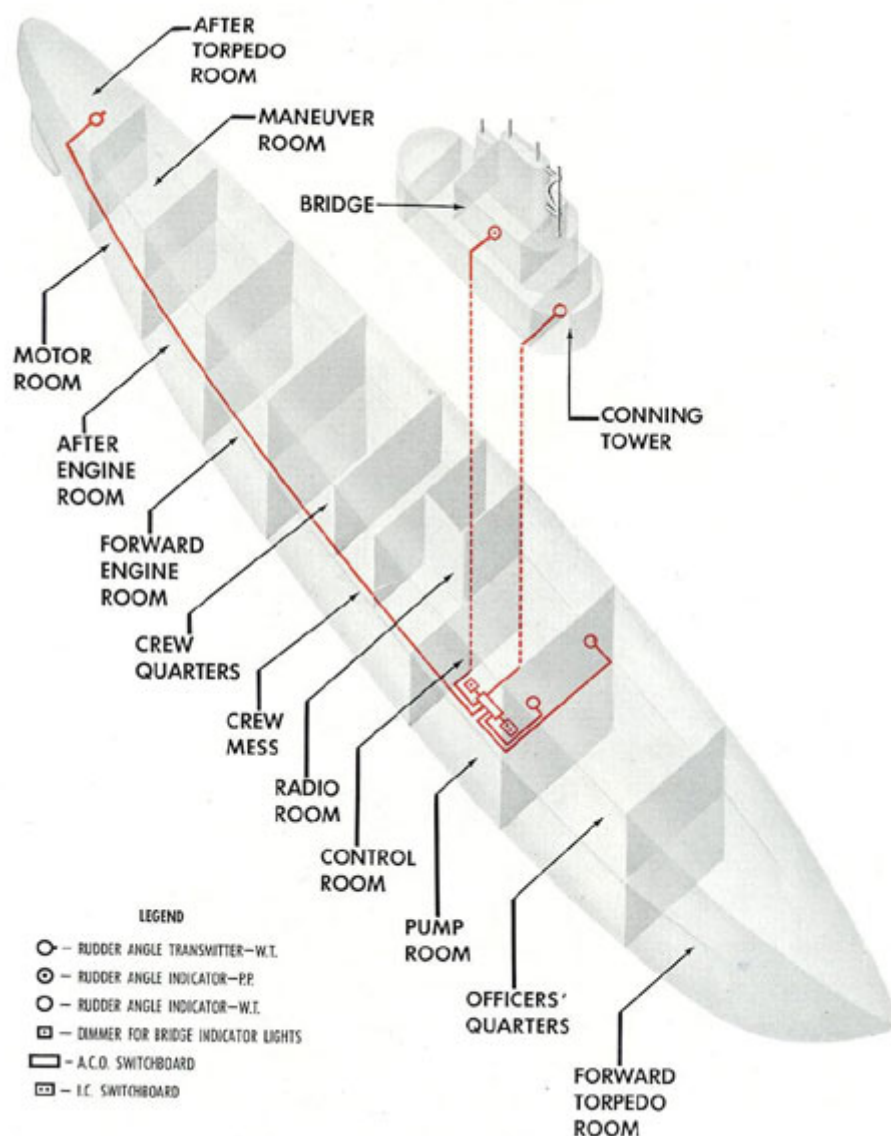 AFTER
TORPEDO
ROOM
MANEUVER
ROOM
BRIDGE
MOTOR
ROOM
CONNING
TOWER
AFTER
ENGINE
ROOM
FORWARD
ENGINE
ROOM
CREW
QUARTERS
CREW
MESS
RADIO
ROOM
CONTROL
ROOM
PUMP
ROOM
OFFICERS'
QUARTERS
FORWARD
TORPEDO
ROOM
LEGEND
– RUDDER ANGLE TRANSMITTER–W.T.
– RUDDER ANGLE INDICATOR–P.P.
– RUDDER ANGLE INDICATOR–W.T.
– DIMMER FOR BRIDGE INDICATOR LIGHTS
– A.C.O. SWITCHBOARD
– I.C. SWITCHBOARD